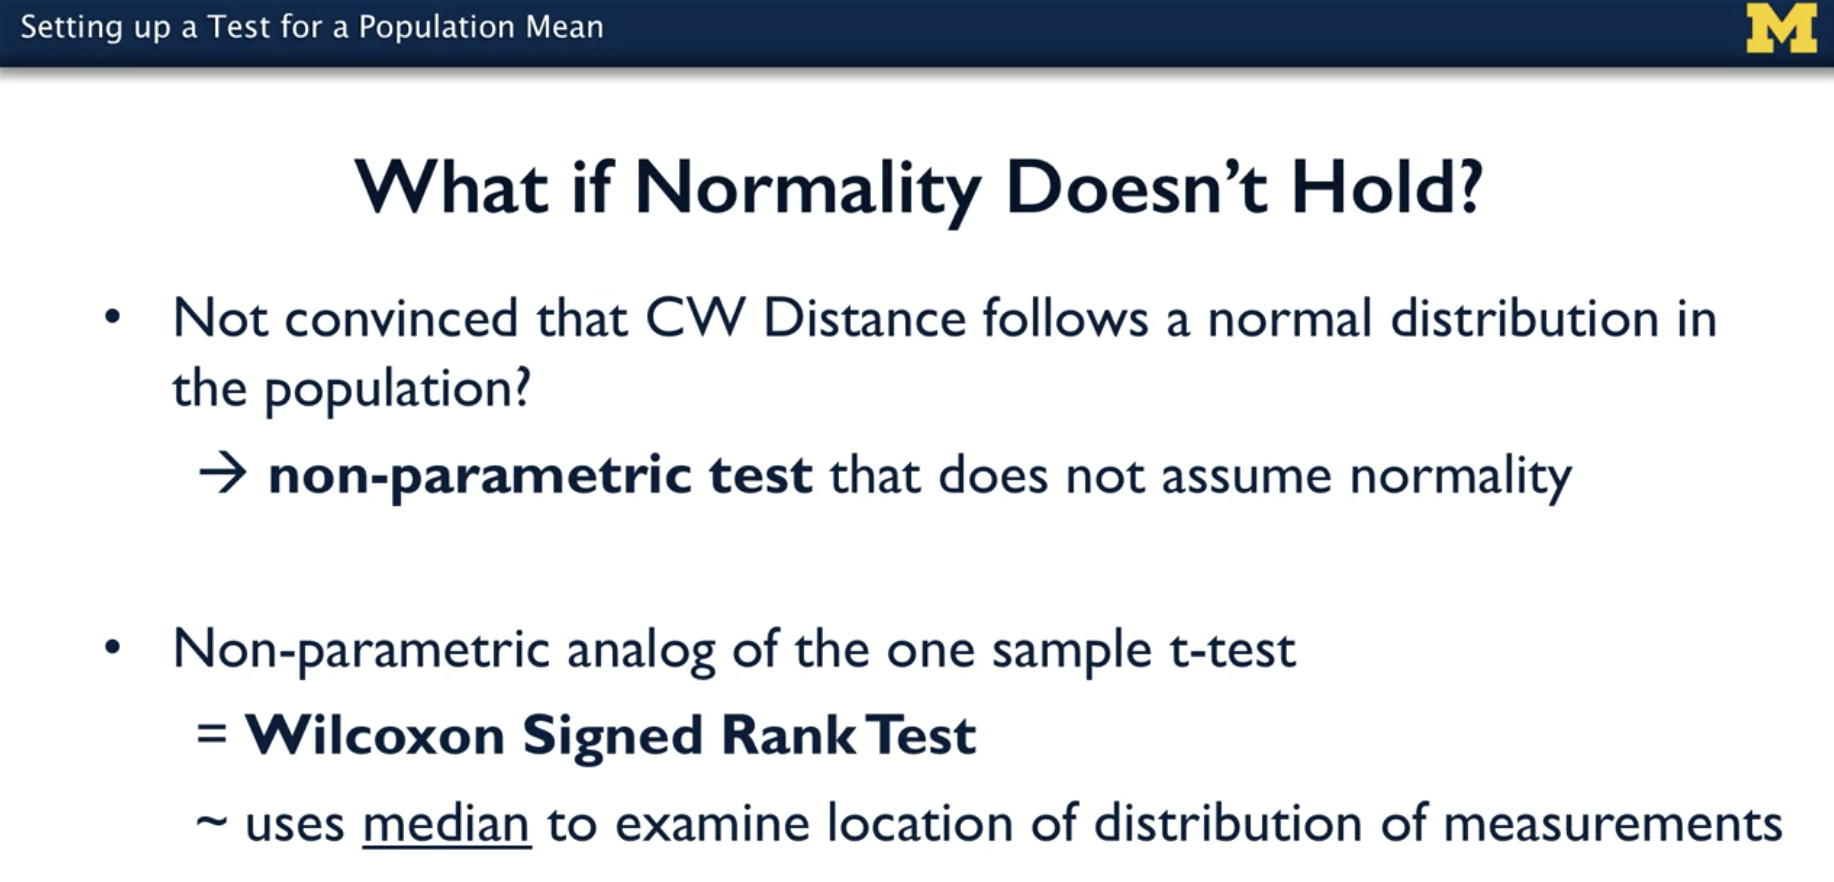 Setting up a Test for a Population Mean
M
What if Normality Doesn't Hold?
• Not convinced that CW Distance follows a normal distribution in
the population?
→ non-parametric test that does not assume normality
• Non-parametric analog of the one sample t-test
= Wilcoxon Signed Rank Test
~ uses median to examine location of distribution of measurements